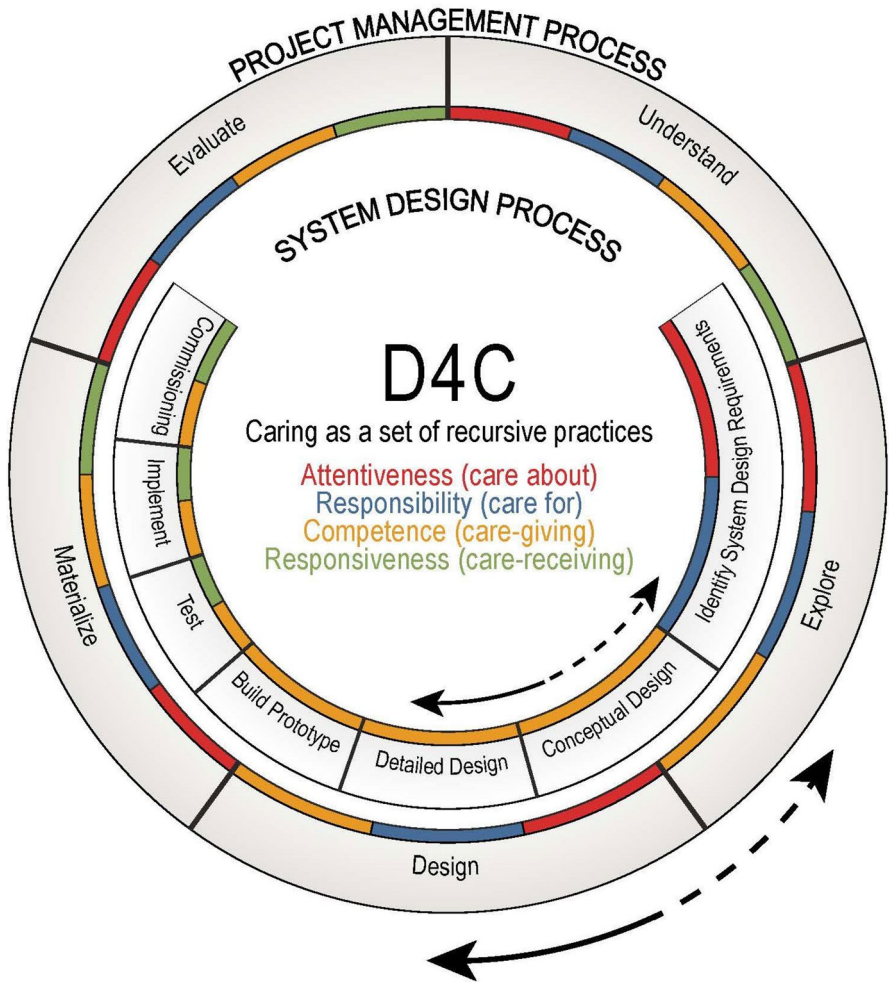 PROJECT MANAGEMENT PROCESS
Evaluate
Understand
SYSTEM DESIGN PROCESS
Commissioning
Identify System Design Requirements
D4C
Caring as a set of recursive practices
Attentiveness (care about)
Responsibility (care for)
Competence (care-giving)
Responsiveness (care-receiving)
Implement
Materialize
Explore
Test
Build Prototype
Detailed Design
Conceptual Design
Design